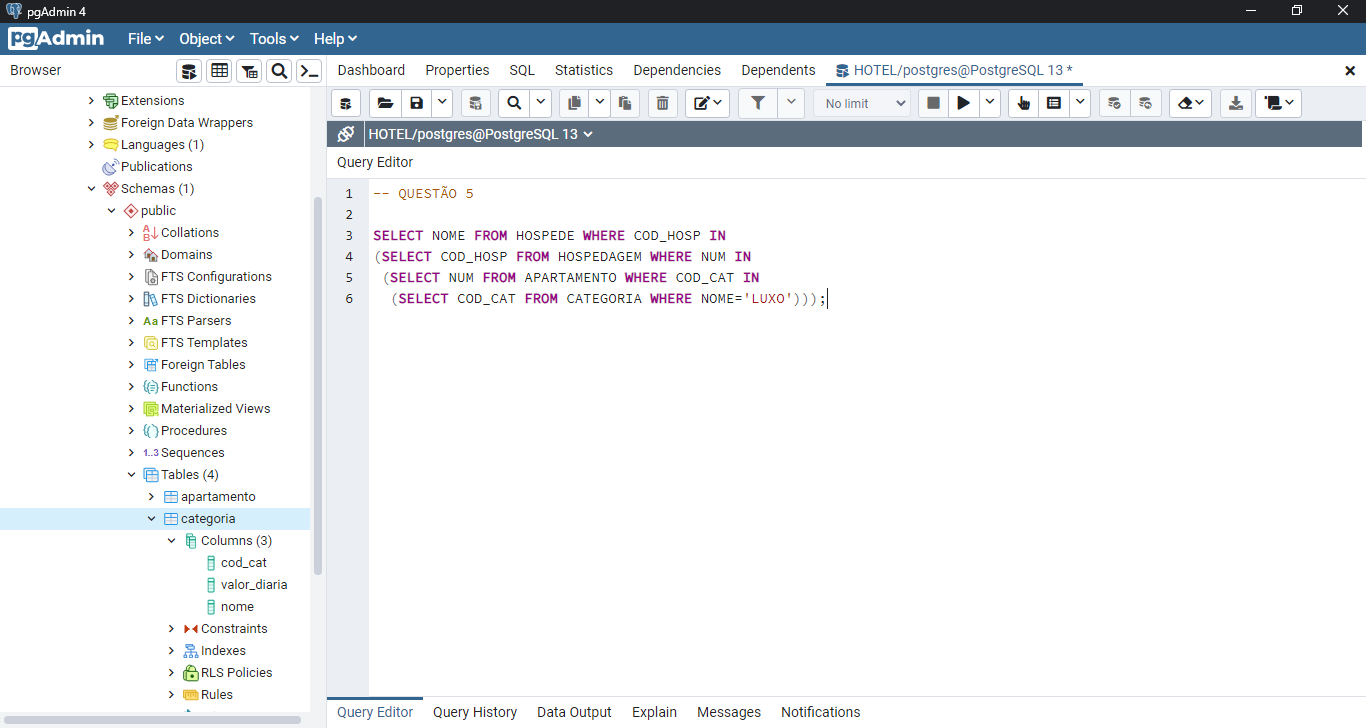 pgAdmin 4
pgAdmin File Object Tools Help
Browser
Dashboard Properties SQL Statistics Dependencies Dependents HOTEL/postgres@PostgreSQL 13 *
No limit
HOTEL/postgres@PostgreSQL 13
Query Editor
Extensions
Foreign Data Wrappers
Languages (1)
Publications
Schemas (1)
public
Collations
Domains
FTS Configurations
FTS Dictionaries
Aa FTS Parsers
FTS Templates
Foreign Tables
Functions
Materialized Views
Procedures
1..3 Sequences
Tables (4)
apartamento
categoria
Columns (3)
cod_cat
valor_diaria
nome
Constraints
Indexes
RLS Policies
Rules
1 -- QUESTÃO 5
2
3 SELECT NOME FROM HOSPEDE WHERE COD_HOSP IN
4 (SELECT COD_HOSP FROM HOSPEDAGEM WHERE NUM IN
5 (SELECT NUM FROM APARTAMENTO WHERE COD_CAT IN
6 (SELECT COD_CAT FROM CATEGORIA WHERE NOME='LUXO')));
Query Editor Query History Data Output Explain Messages Notifications